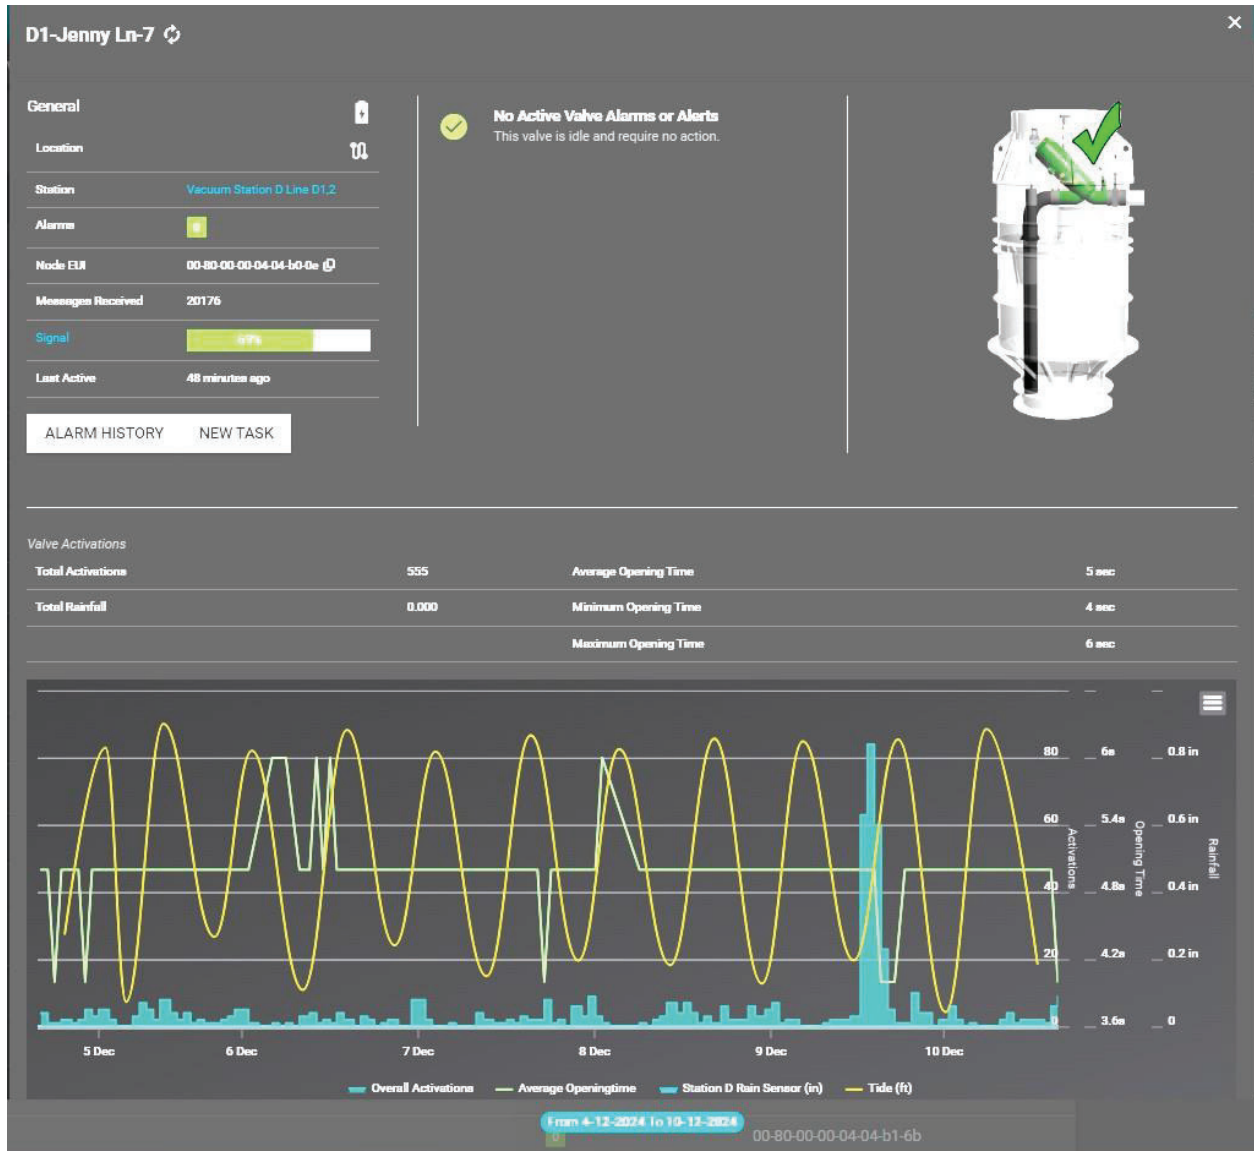 D1-Jenny Ln-7
General
Location
Station Vacuum Station D Line D1,2
Alarms
Node EUI 00-80-00-00-04-04-b0-0e
Messages Received 20176
Signal 69%
Last Active 48 minutes ago
ALARM HISTORY NEW TASK
No Active Valve Alarms or Alerts
This valve is idle and require no action.
Valve Activations
Total Activations 555 Average Opening Time 5 sec
Total Rainfall 0.000 Minimum Opening Time 4 sec
Maximum Opening Time 6 sec
80 6s 0.8 in
60 5.4s 0.6 in
40 4.8s 0.4 in
20 4.2s 0.2 in
0 3.6s 0
Activations
Opening Time
Rainfall
5 Dec 6 Dec 7 Dec 8 Dec 9 Dec 10 Dec
Overall Activations Average Openingtime Station D Rain Sensor (in) Tide (ft)
From 4-12-2024 To 10-12-2024
0 00-80-00-00-04-04-b1-6b